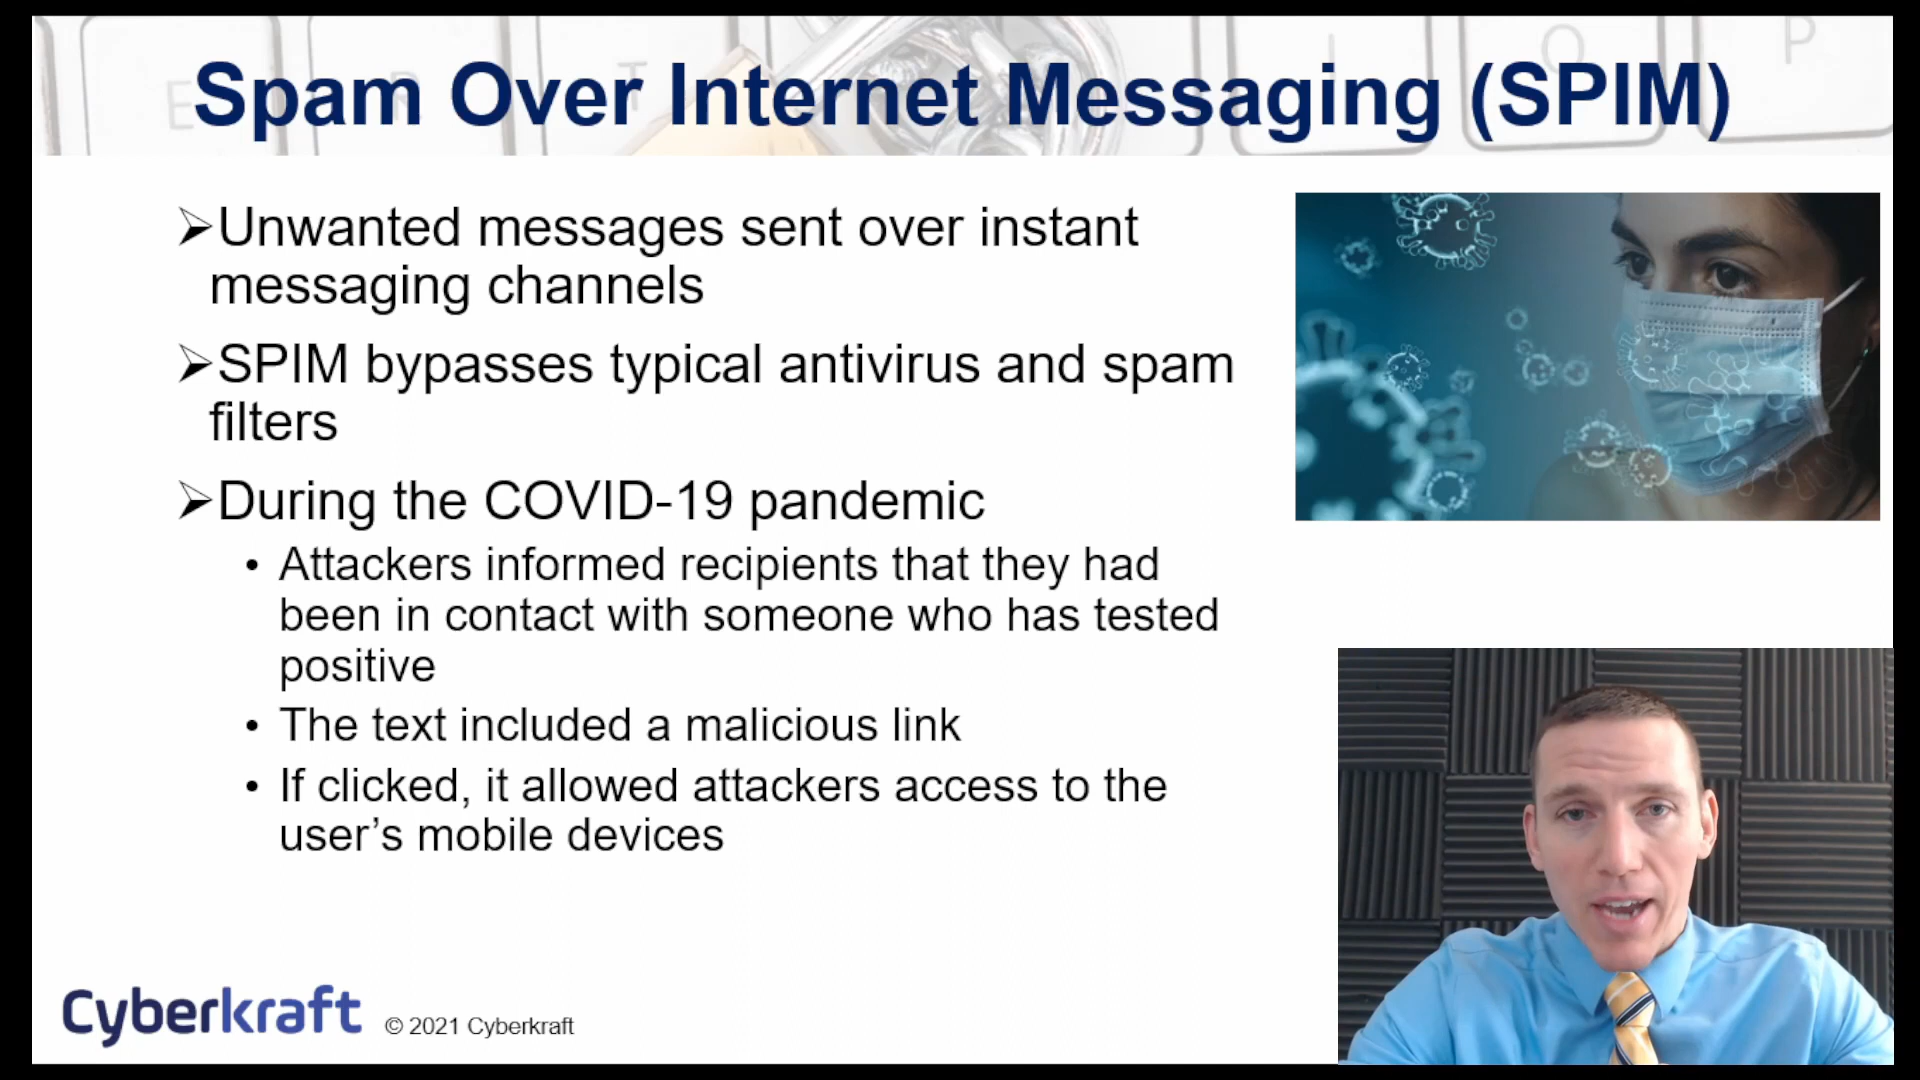 Spam Over Internet Messaging (SPIM)
➢Unwanted messages sent over instant
messaging channels
➢SPIM bypasses typical antivirus and spam
filters
➢During the COVID-19 pandemic
• Attackers informed recipients that they had
been in contact with someone who has tested
positive
• The text included a malicious link
• If clicked, it allowed attackers access to the
user’s mobile devices
Cyberkraft © 2021 Cyberkraft